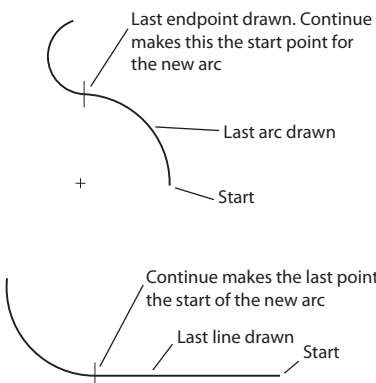 Last endpoint drawn. Continue
makes this the start point for
the new arc
Last arc drawn
Start
Continue makes the last point
the start of the new arc
Last line drawn
Start